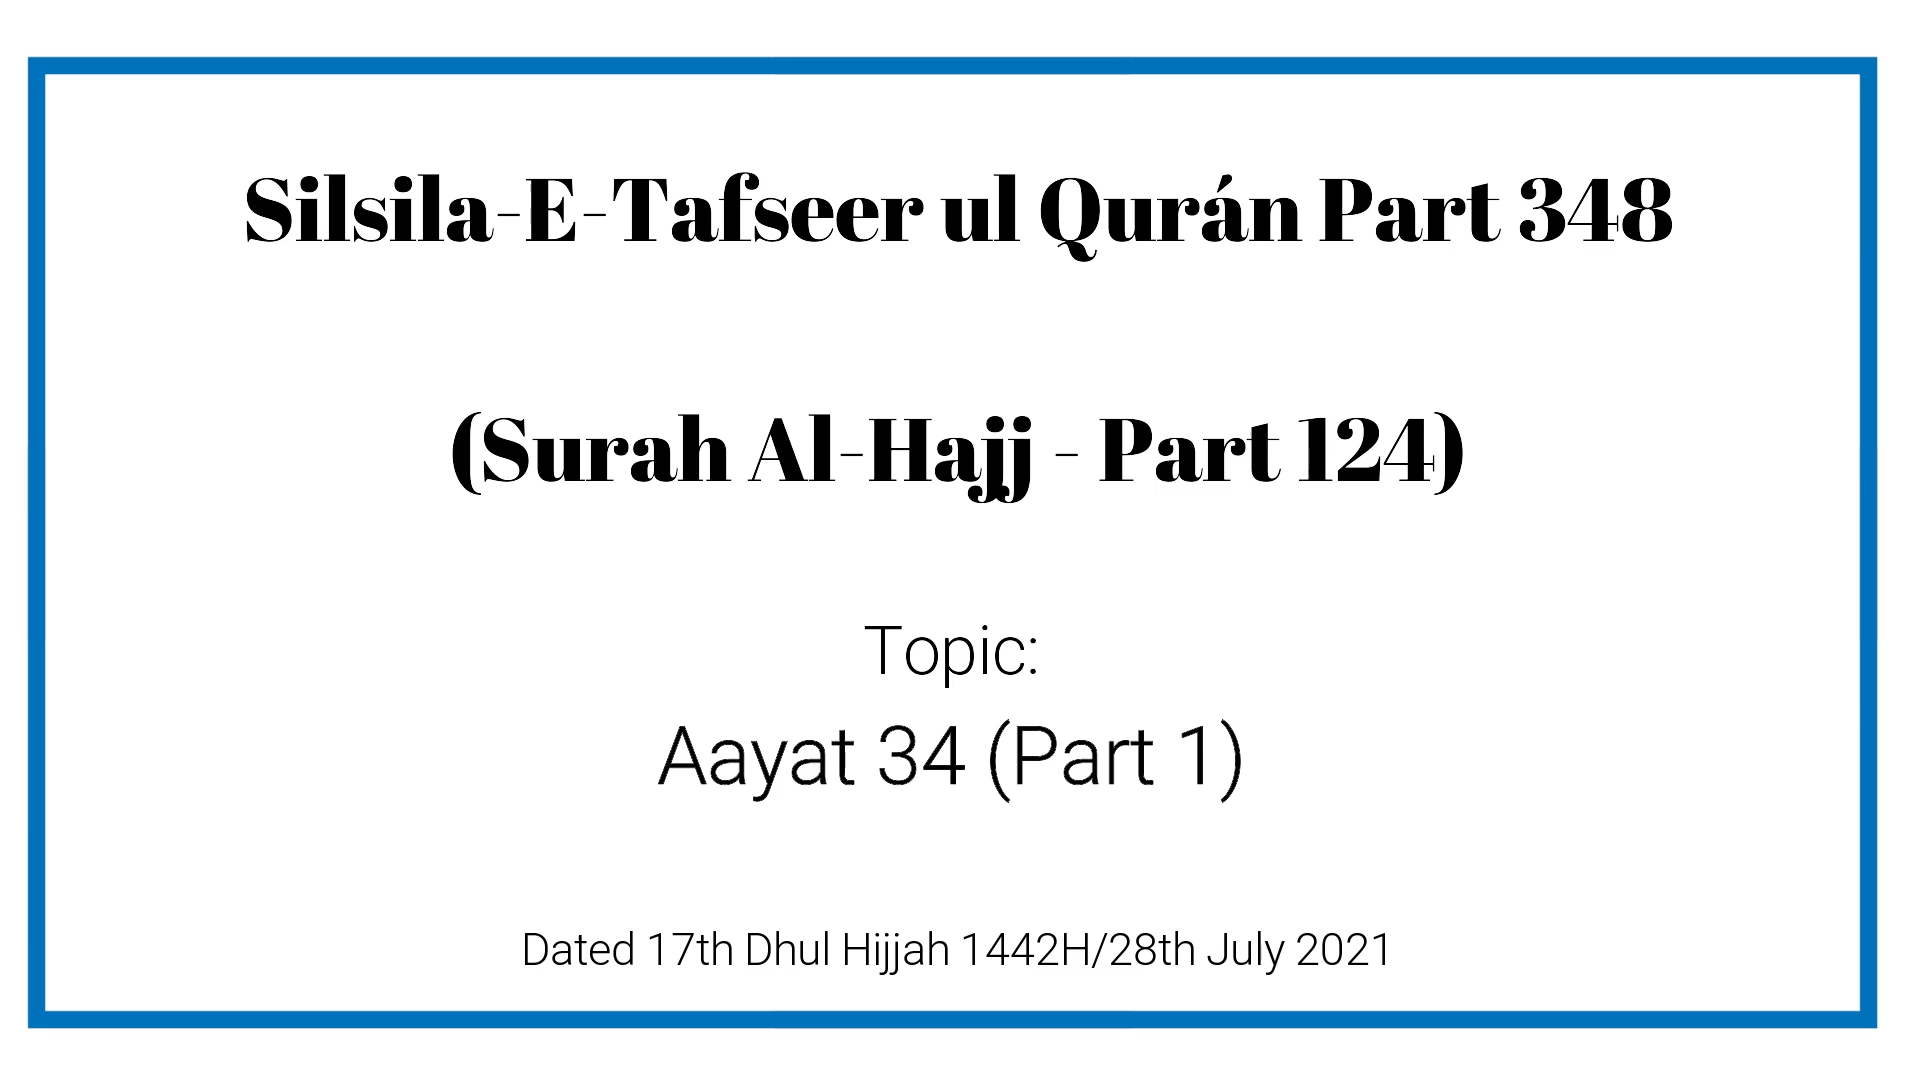 Silsila-E-Tafseer ul Qurán Part 348
(Surah Al-Hajj - Part 124)
Topic:
Aayat 34 (Part 1)
Dated 17th Dhul Hijjah 1442H/28th July 2021